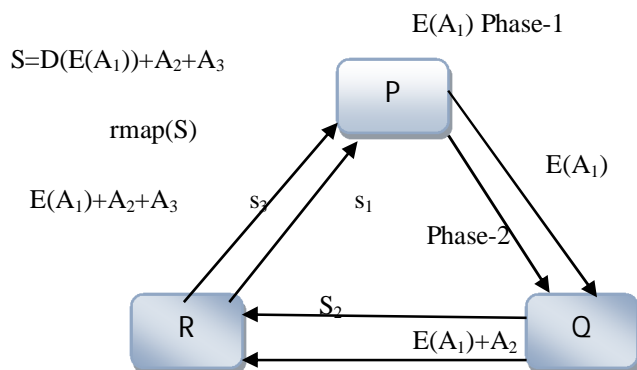 E(A₁) Phase-1
S=D(E(A₁))+A₂+A₃
P
rmap(S)
E(A₁)
E(A₁)+A₂+A₃
s₃
s₁
Phase-2
S₂
R
Q
E(A₁)+A₂